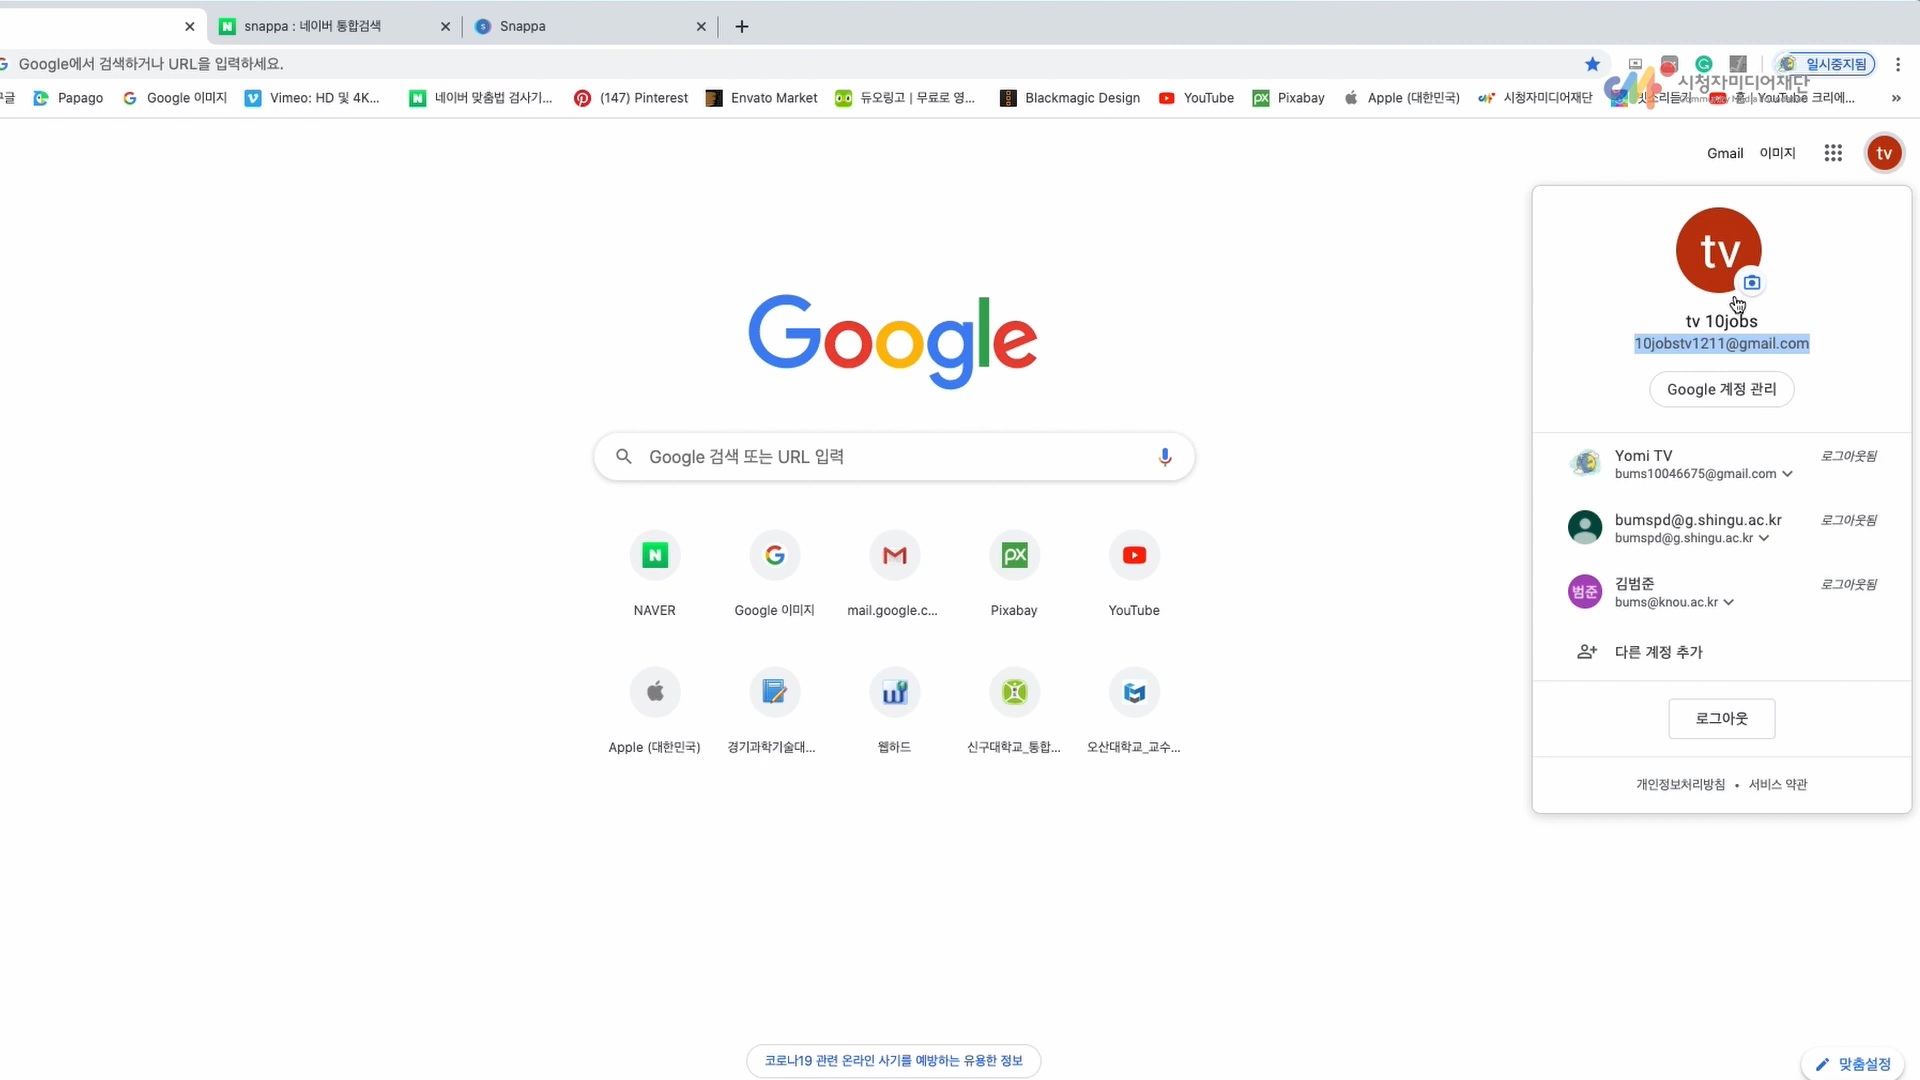 snappa : 네이버 통합검색
Snappa
Google에서 검색하거나 URL을 입력하세요.
일시중지됨
시청자미디어재단
Papago
Google 이미지
Vimeo: HD 및 4K...
네이버 맞춤법 검사기...
(147) Pinterest
Envato Market
듀오링고 | 무료로 영...
Blackmagic Design
YouTube
Pixabay
Apple (대한민국)
시청자미디어재단
빗소리듣기
홈 | YouTube 크리에...
Gmail
이미지
tv
tv
tv 10jobs
10jobstv1211@gmail.com
Google 계정 관리
Yomi TV
로그아웃됨
bums10046675@gmail.com
bumspd@g.shingu.ac.kr
로그아웃됨
bumspd@g.shingu.ac.kr
범준
김범준
로그아웃됨
bums@knou.ac.kr
다른 계정 추가
로그아웃
개인정보처리방침 • 서비스 약관
Google
Google 검색 또는 URL 입력
NAVER
Google 이미지
mail.google.c...
Pixabay
YouTube
Apple (대한민국)
경기과학기술대...
웹하드
신구대학교_통합...
오산대학교_교수...
코로나19 관련 온라인 사기를 예방하는 유용한 정보
맞춤설정